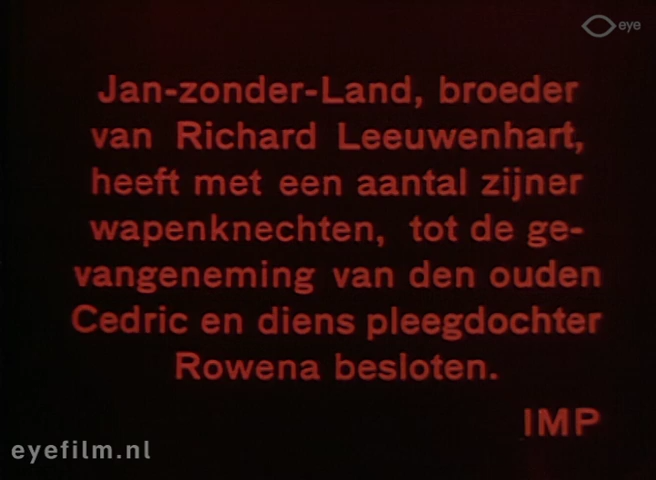 eye
Jan-zonder-Land, broeder
van Richard Leeuwenhart,
heeft met een aantal zijner
wapenknechten, tot de ge-
vangeneming van den ouden
Cedric en diens pleegdochter
Rowena besloten.
IMP
eyefilm.nl